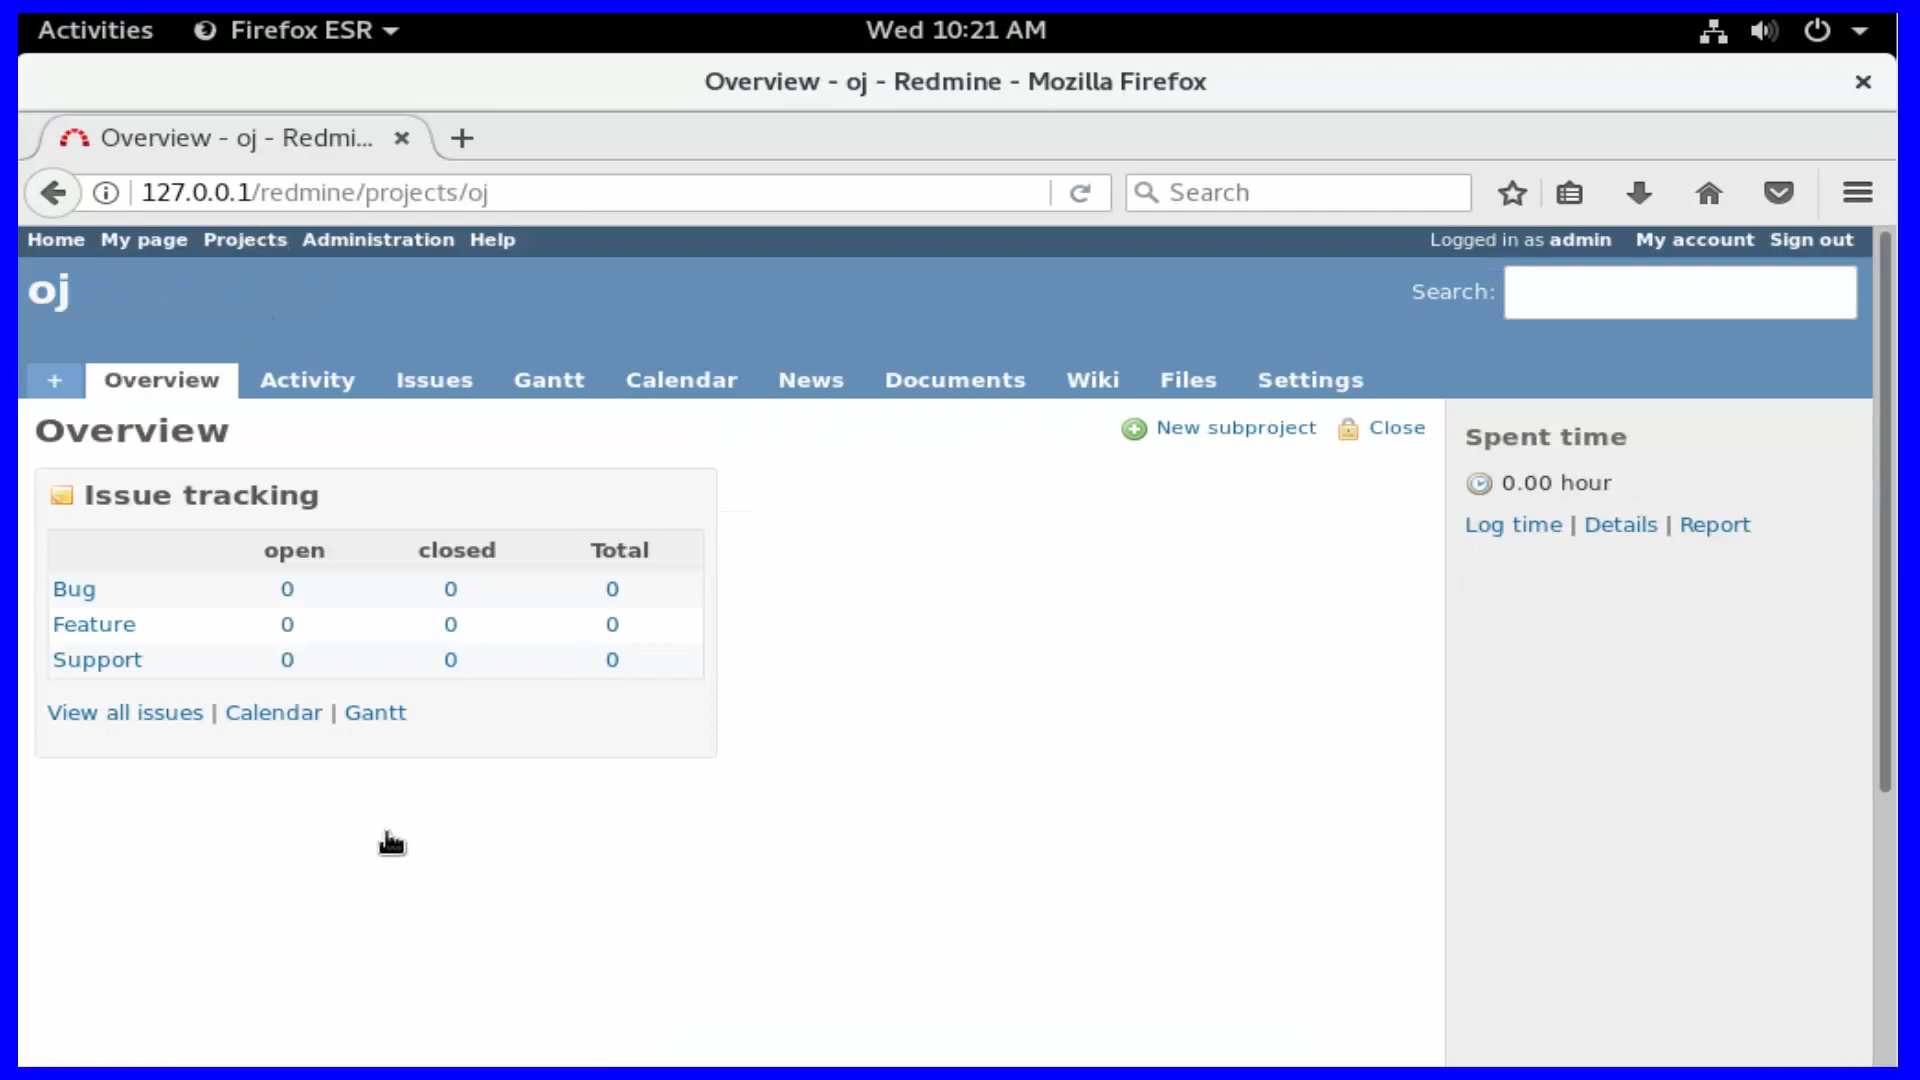 Activities Firefox ESR Wed 10:21 AM
Overview - oj - Redmine - Mozilla Firefox
Overview - oj - Redmi...
127.0.0.1/redmine/projects/oj Search
Home My page Projects Administration Help Logged in as admin My account Sign out
oj Search:
+ Overview Activity Issues Gantt Calendar News Documents Wiki Files Settings
Overview New subproject Close
Spent time
0.00 hour
Log time | Details | Report
Issue tracking
open closed Total
Bug 0 0 0
Feature 0 0 0
Support 0 0 0
View all issues | Calendar | Gantt